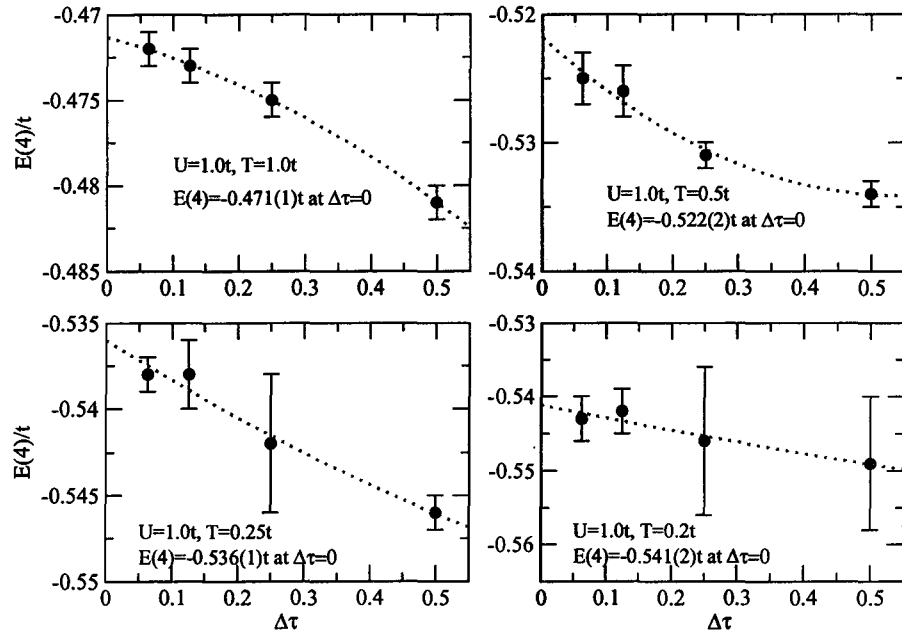 -0.47
-0.475
-0.48
-0.485
E(4)/t
U=1.0t, T=1.0t
E(4)=-0.471(1)t at Δτ=0
0 0.1 0.2 0.3 0.4 0.5
-0.52
-0.53
-0.54
U=1.0t, T=0.5t
E(4)=-0.522(2)t at Δτ=0
0 0.1 0.2 0.3 0.4 0.5
-0.535
-0.54
-0.545
-0.55
E(4)/t
U=1.0t, T=0.25t
E(4)=-0.536(1)t at Δτ=0
0 0.1 0.2 0.3 0.4 0.5
Δτ
-0.53
-0.54
-0.55
-0.56
U=1.0t, T=0.2t
E(4)=-0.541(2)t at Δτ=0
0 0.1 0.2 0.3 0.4 0.5
Δτ